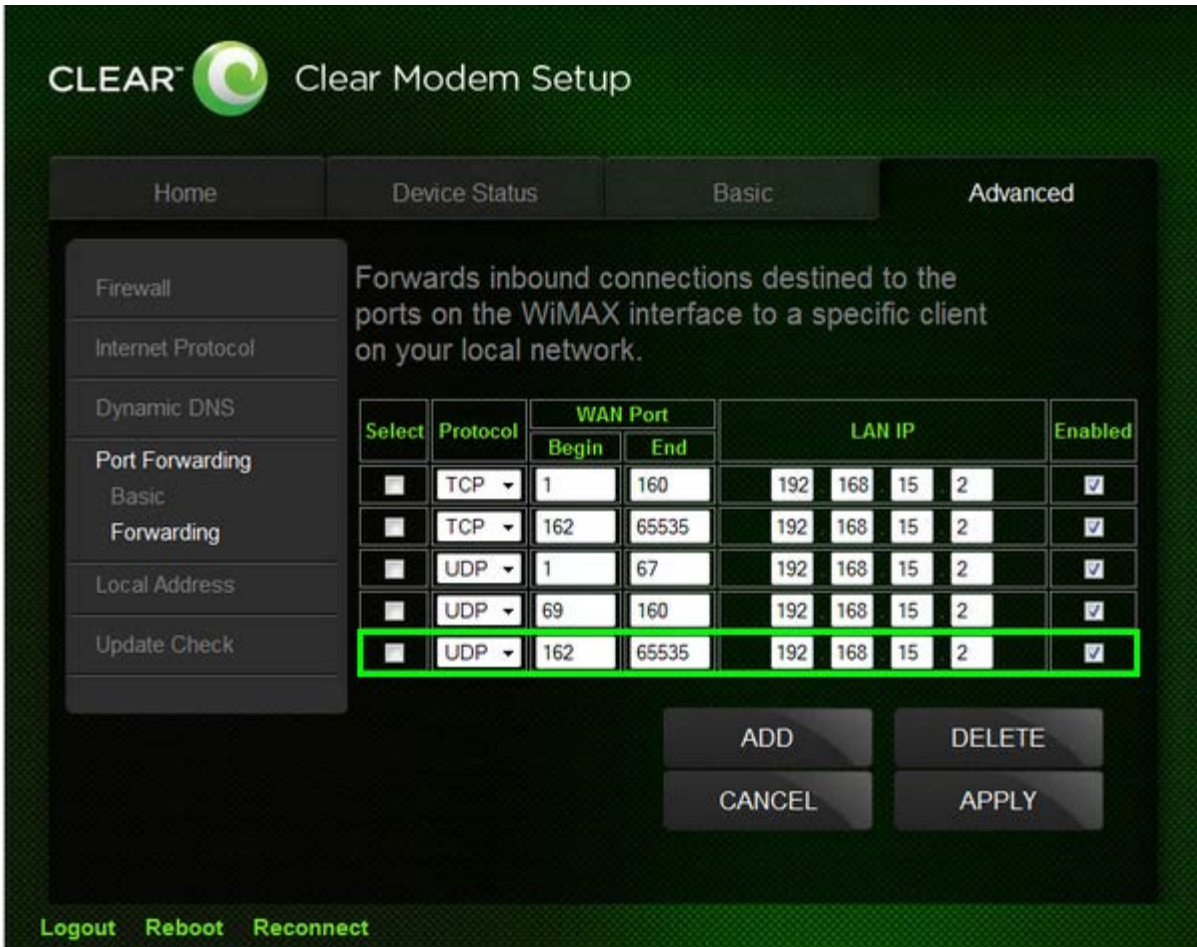 CLEAR™ Clear Modem Setup
Home Device Status Basic Advanced
Firewall
Internet Protocol
Dynamic DNS
Port Forwarding
Basic
Forwarding
Local Address
Update Check
Forwards inbound connections destined to the
ports on the WiMAX interface to a specific client
on your local network.
Select Protocol WAN Port LAN IP Enabled
Begin End
TCP 1 160 192 168 15 2
TCP 162 65535 192 168 15 2
UDP 1 67 192 168 15 2
UDP 69 160 192 168 15 2
UDP 162 65535 192 168 15 2
ADD DELETE
CANCEL APPLY
Logout Reboot Reconnect